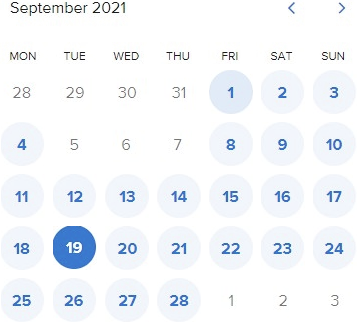 September 2021
MON TUE WED THU FRI SAT SUN
28 29 30 31 1 2 3
4 5 6 7 8 9 10
11 12 13 14 15 16 17
18 19 20 21 22 23 24
25 26 27 28 1 2 3